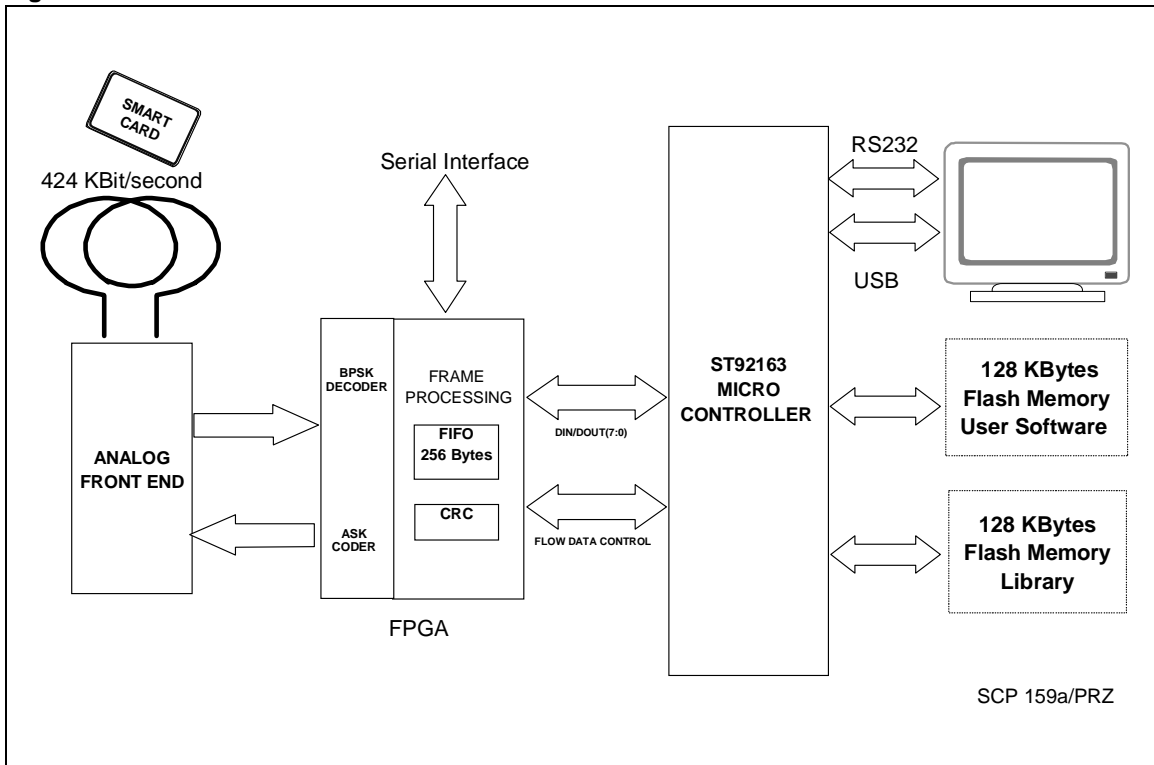 SMART
CARD
424 KBit/second
Serial Interface
RS232
USB
ANALOG
FRONT END
BPSK
DECODER
ASK
CODER
FRAME
PROCESSING
FIFO
256 Bytes
CRC
FPGA
DIN/DOUT(7:0)
FLOW DATA CONTROL
ST92163
MICRO
CONTROLLER
128 KBytes
Flash Memory
User Software
128 KBytes
Flash Memory
Library
SCP 159a/PRZ